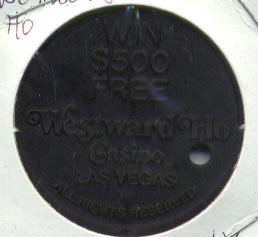 Ho
WIN
$500
FREE
Westward Ho
Casino
LAS VEGAS
ALL RIGHTS RESERVED